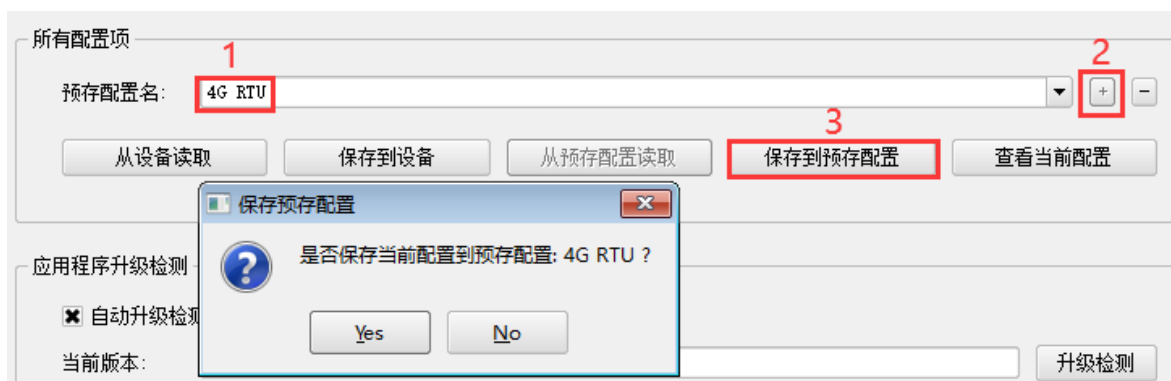 所有配置项
1
2
预存配置名:
4G RTU
+
-
3
从设备读取
保存到设备
从预存配置读取
保存到预存配置
查看当前配置
保存预存配置
是否保存当前配置到预存配置: 4G RTU ?
Yes
No
应用程序升级检测
自动升级检测
当前版本:
升级检测